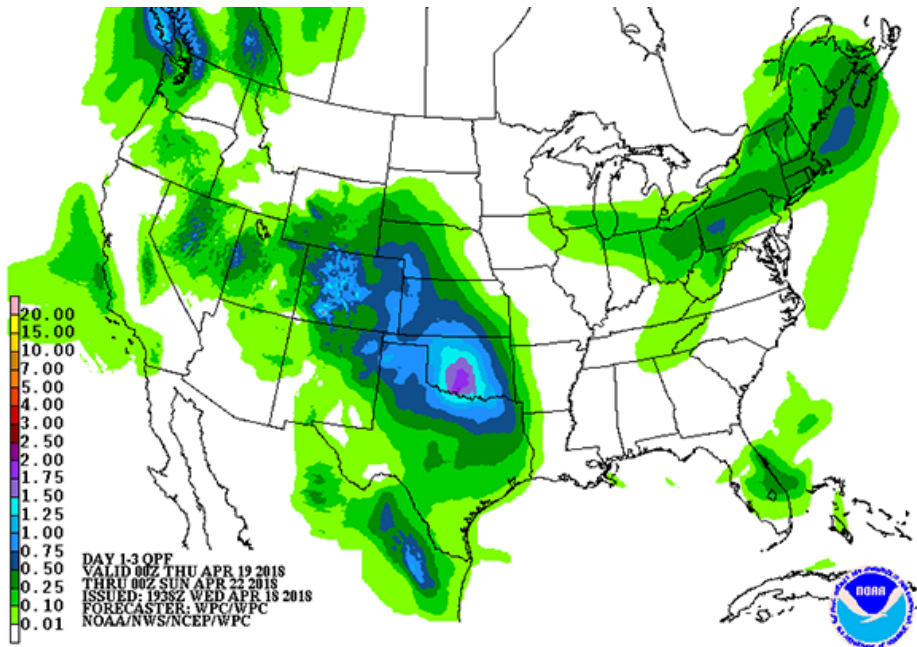 20.00
15.00
10.00
7.00
5.00
4.00
3.00
2.50
2.00
1.75
1.50
1.25
1.00
0.75
0.50
0.25
0.10
0.01
DAY 1-3 QPF
VALID 00Z THU APR 19 2018
THRU 00Z SUN APR 22 2018
ISSUED: 1938Z WED APR 18 2018
FORECASTER: WPC/WPC
NOAA/NWS/NCEP/WPC
NOAA